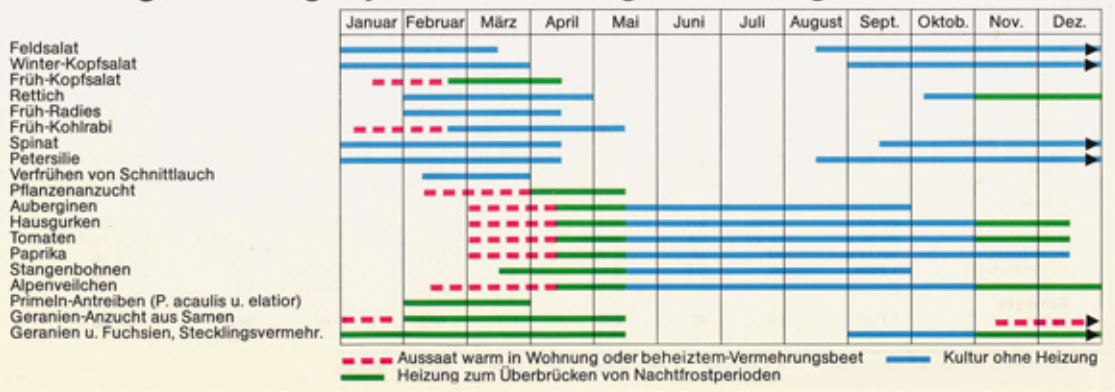 Januar Februar März April Mai Juni Juli August Sept. Oktob. Nov. Dez.
Feldsalat
Winter-Kopfsalat
Früh-Kopfsalat
Rettich
Früh-Radies
Früh-Kohlrabi
Spinat
Petersilie
Verfrühen von Schnittlauch
Pflanzenanzucht
Auberginen
Hausgurken
Tomaten
Paprika
Stangenbohnen
Alpenveilchen
Primeln-Antreiben (P. acaulis u. elatior)
Geranien-Anzucht aus Samen
Geranien u. Fuchsien, Stecklingsvermehr.
Aussaat warm in Wohnung oder beheiztem-Vermehrungsbeet Kultur ohne Heizung
Heizung zum Überbrücken von Nachtfrostperioden